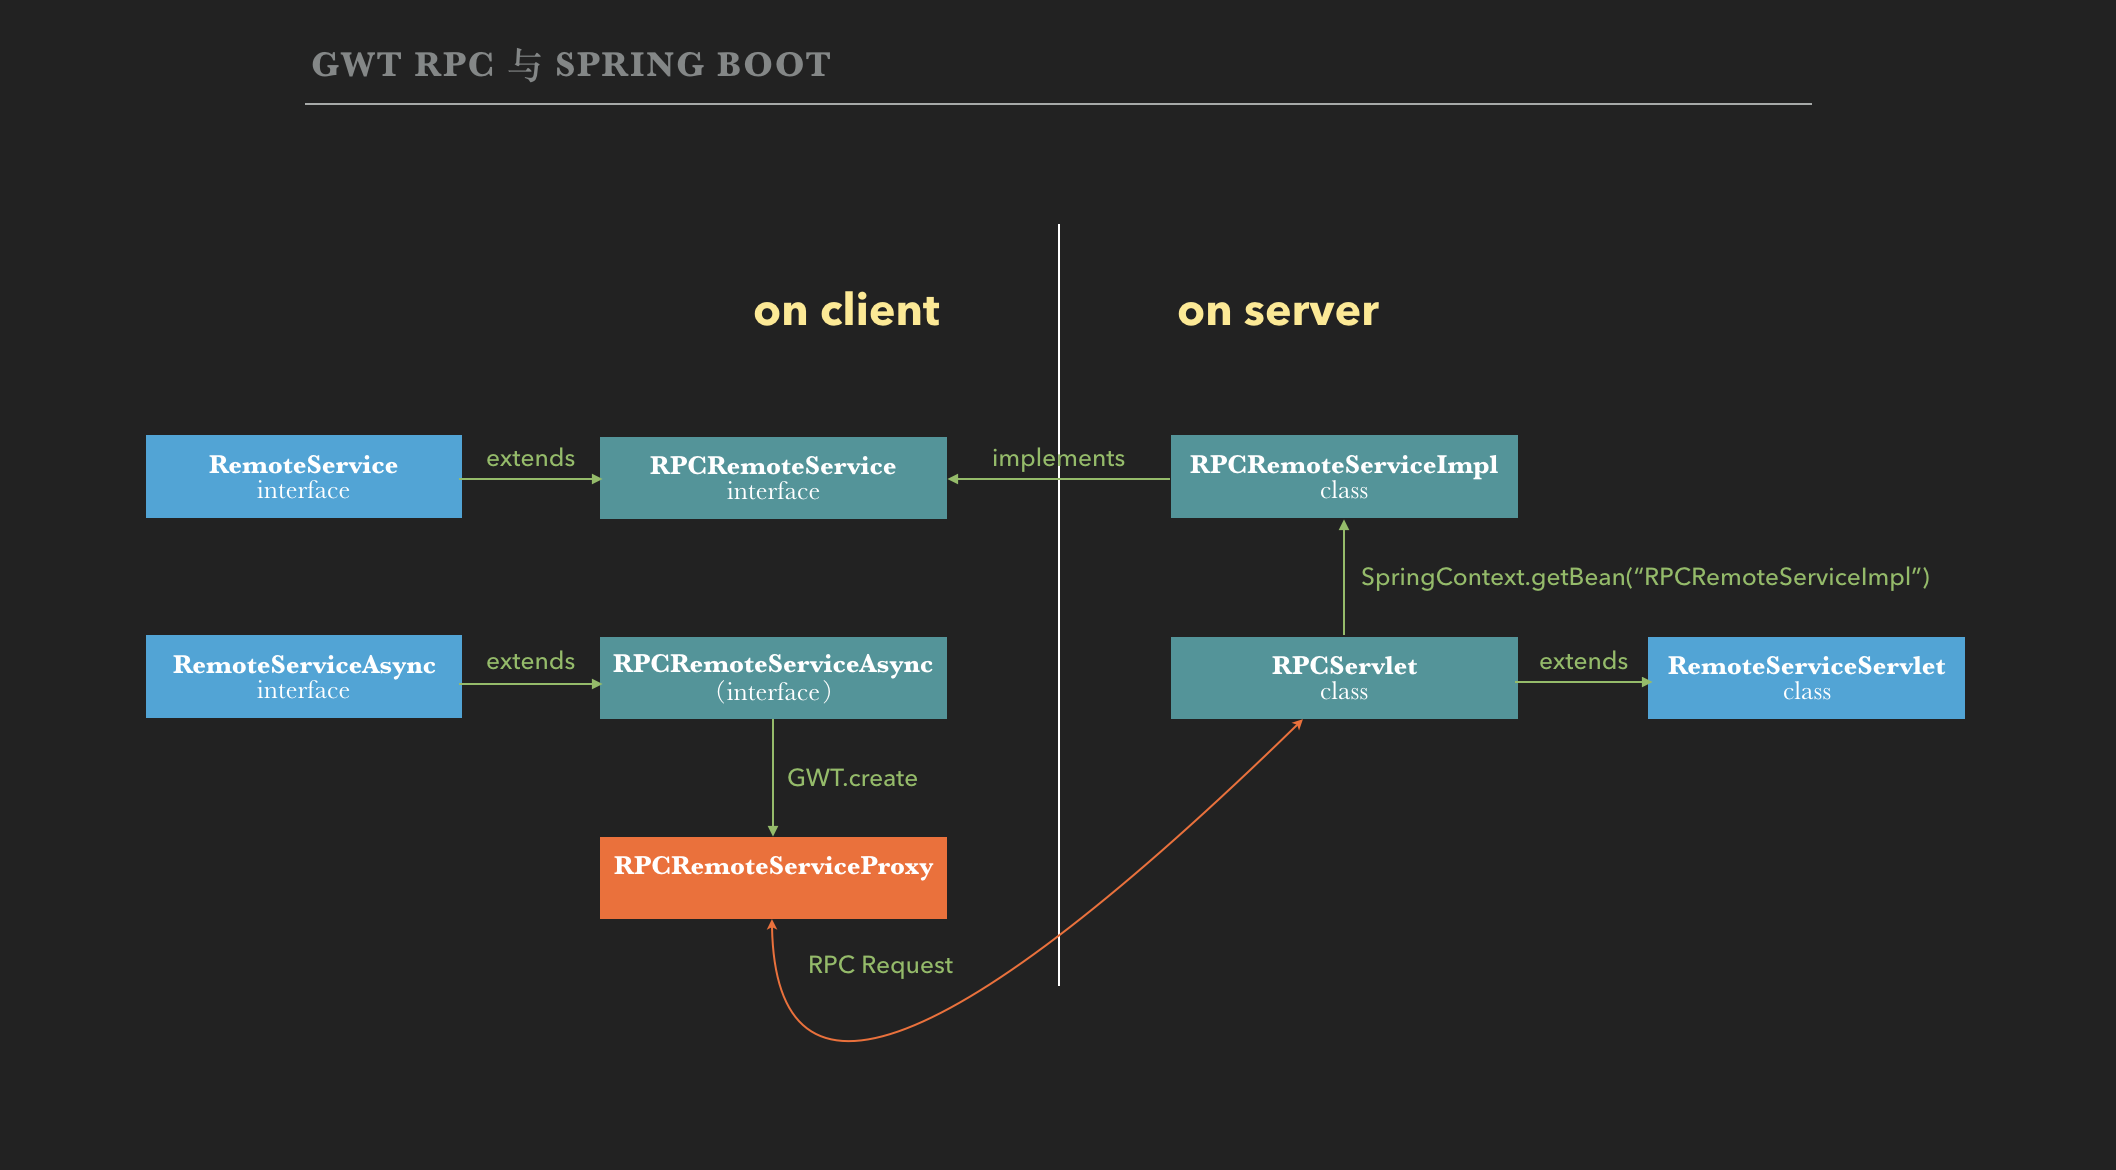 GWT RPC 与 SPRING BOOT
on client
on server
RemoteService
interface
extends
RPCRemoteService
interface
implements
RPCRemoteServiceImpl
class
SpringContext.getBean(“RPCRemoteServiceImpl”)
RemoteServiceAsync
interface
extends
RPCRemoteServiceAsync
（interface）
RPCServlet
class
extends
RemoteServiceServlet
class
GWT.create
RPCRemoteServiceProxy
RPC Request